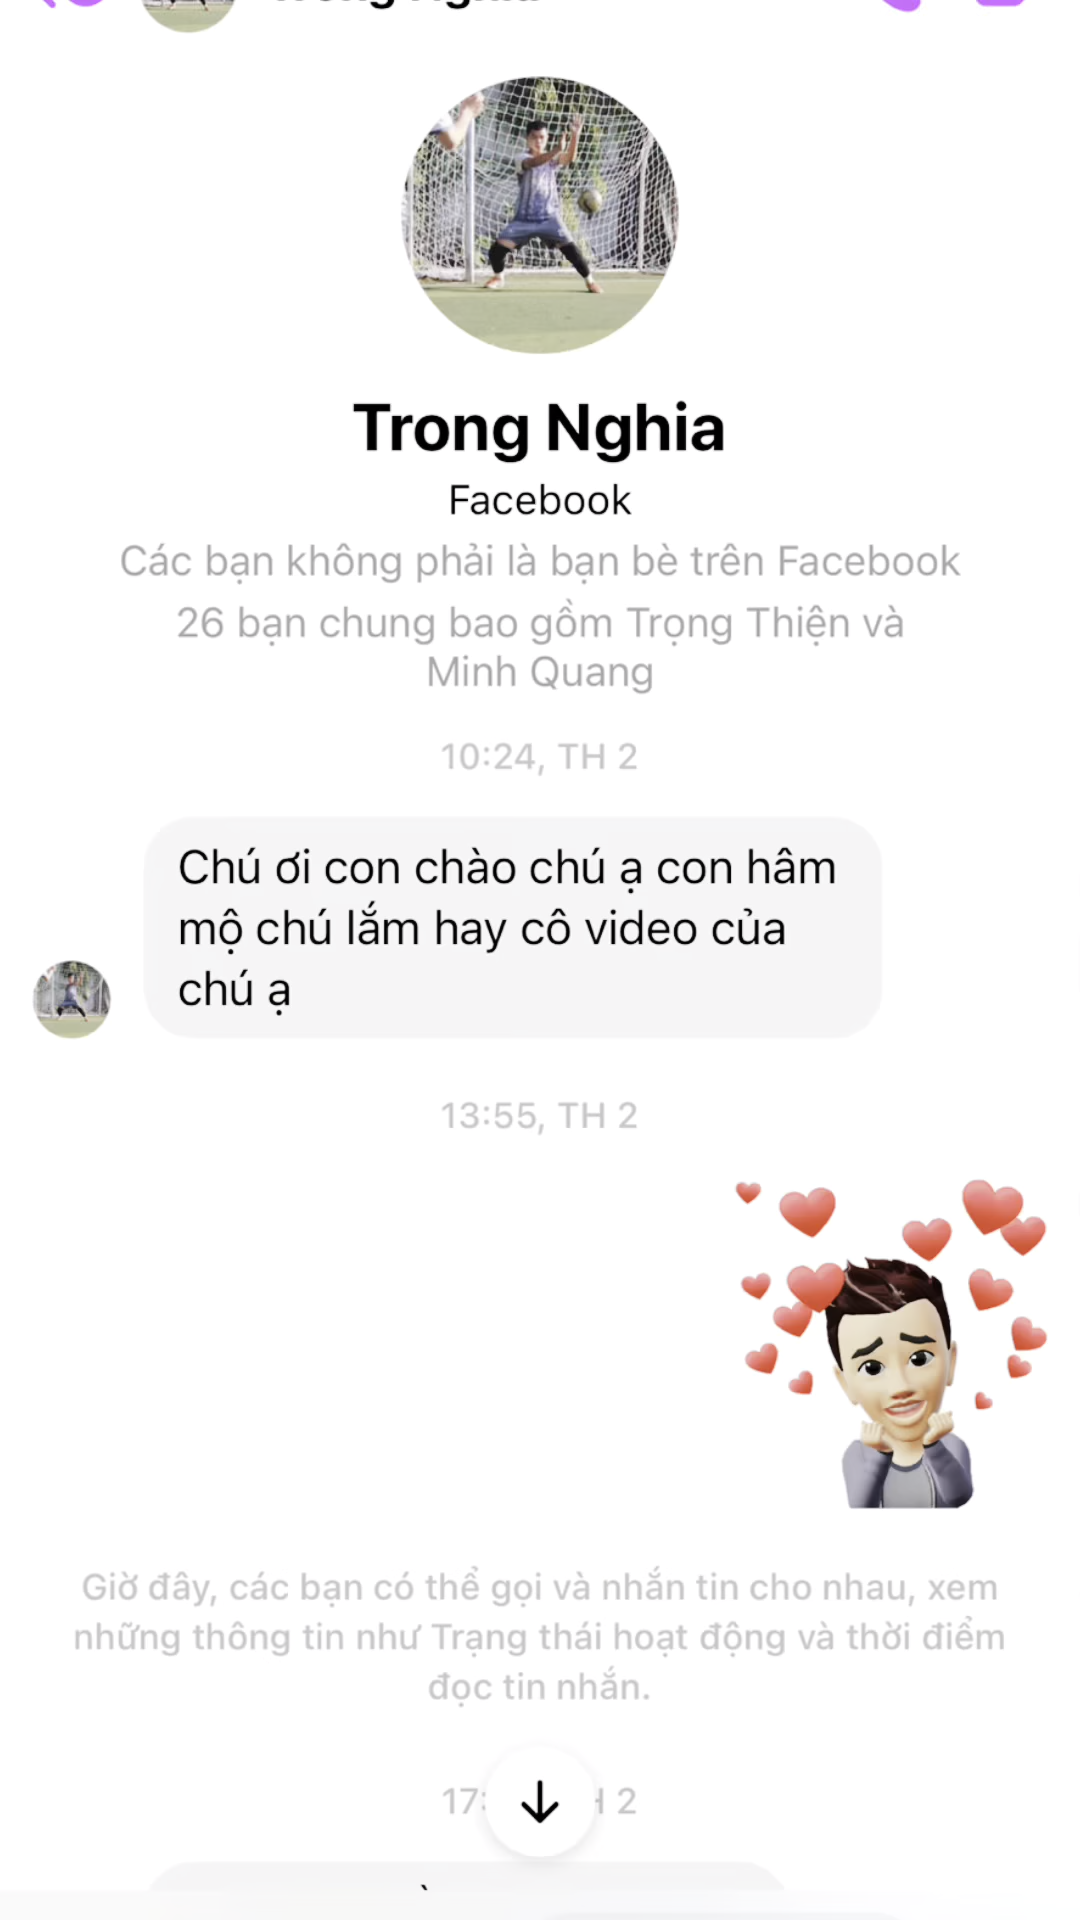 Trong Nghia
Facebook
Các bạn không phải là bạn bè trên Facebook
26 bạn chung bao gồm Trọng Thiện và
Minh Quang
10:24, TH 2
Chú ơi con chào chú ạ con hâm
mộ chú lắm hay cô video của
chú ạ
13:55, TH 2
Giờ đây, các bạn có thể gọi và nhắn tin cho nhau, xem
những thông tin như Trạng thái hoạt động và thời điểm
đọc tin nhắn.
17: 2